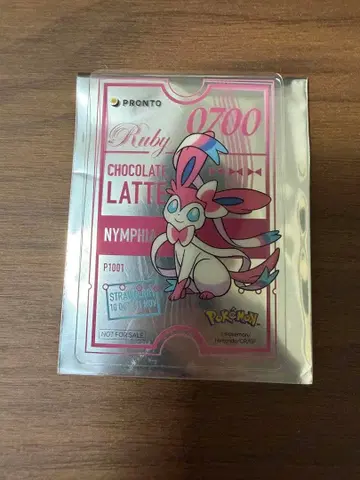 PRONTO
Ruby
0700
CHOCOLATE
LATTE
NYMPHIA
P1001
NOT FOR SALE
Pokémon